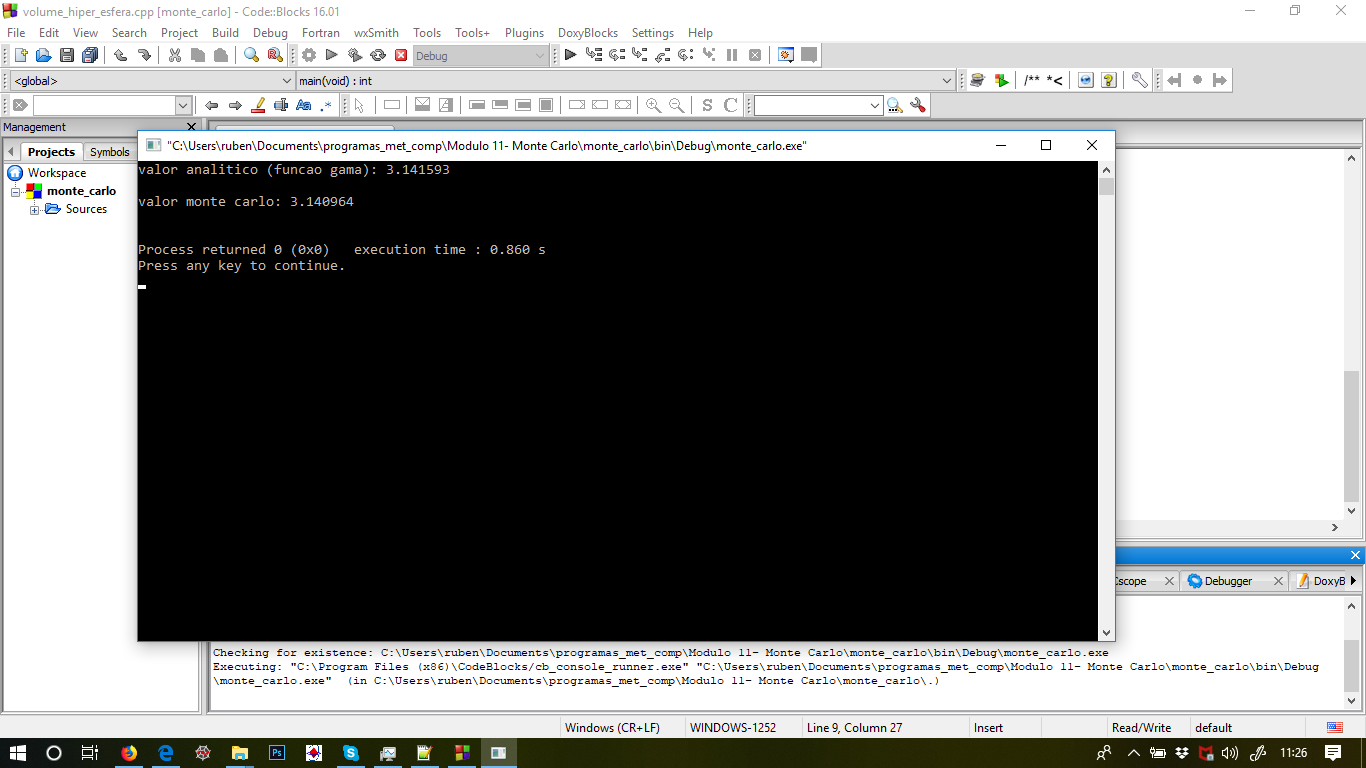 volume_hiper_esfera.cpp [monte_carlo] - Code::Blocks 16.01
File Edit View Search Project Build Debug Fortran wxSmith Tools Tools+ Plugins DoxyBlocks Settings Help
Debug
<global> main(void) : int /** *<
Aa .* S C
Management
Projects Symbols
Workspace
monte_carlo
Sources
"C:\Users\ruben\Documents\programas_met_comp\Modulo 11- Monte Carlo\monte_carlo\bin\Debug\monte_carlo.exe"
valor analitico (funcao gama): 3.141593
valor monte carlo: 3.140964
Process returned 0 (0x0)   execution time : 0.860 s
Press any key to continue.
Cscope Debugger DoxyB
Checking for existence: C:\Users\ruben\Documents\programas_met_comp\Modulo 11- Monte Carlo\monte_carlo\bin\Debug\monte_carlo.exe
Executing: "C:\Program Files (x86)\CodeBlocks/cb_console_runner.exe" "C:\Users\ruben\Documents\programas_met_comp\Modulo 11- Monte Carlo\monte_carlo\bin\Debug
\monte_carlo.exe"  (in C:\Users\ruben\Documents\programas_met_comp\Modulo 11- Monte Carlo\monte_carlo\.)
Windows (CR+LF) WINDOWS-1252 Line 9, Column 27 Insert Read/Write default
Ps 11:26